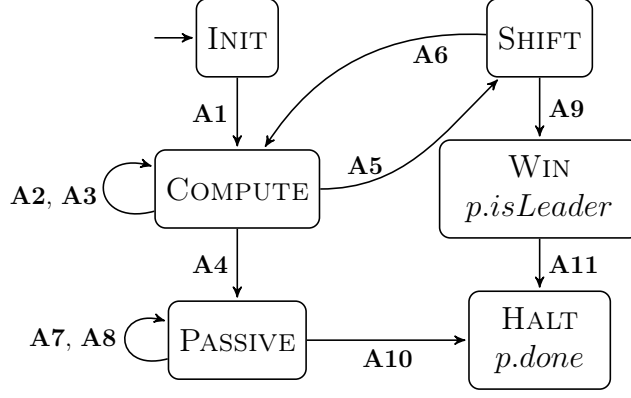 INIT
SHIFT
A6
A1
A9
A5
A2, A3
COMPUTE
WIN
p.isLeader
A4
A11
A7, A8
PASSIVE
A10
HALT
p.done